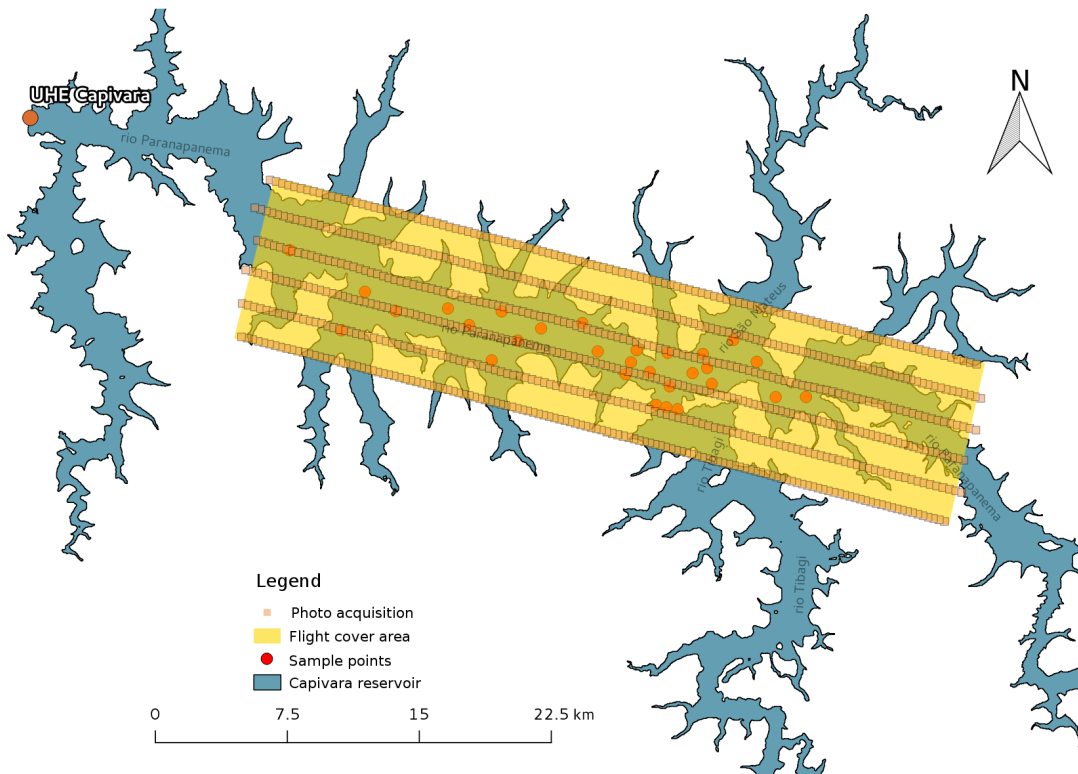 N
UHE Capivara
rio Paranapanema
rio São Mateus
rio Paranapanema
rio Tibagi
rio Paranapanema
rio Tibagi
Legend
Photo acquisition
Flight cover area
Sample points
Capivara reservoir
0 7.5 15 22.5 km